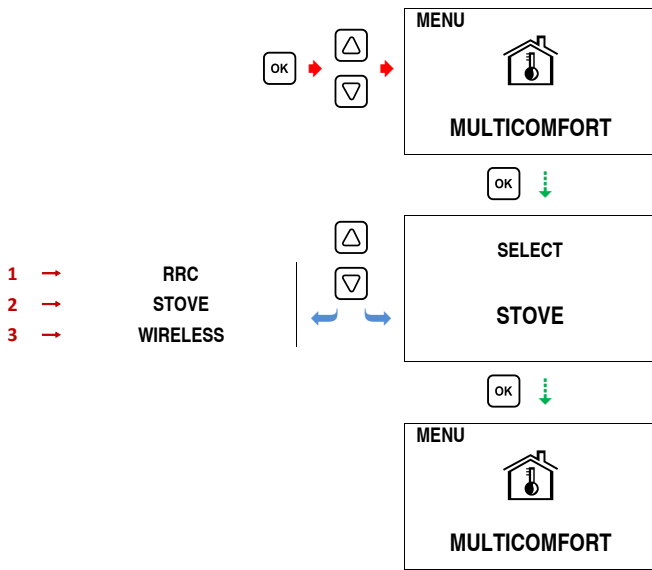 MENU
OK
MULTICOMFORT
OK
SELECT
1 → RRC
2 → STOVE
3 → WIRELESS
STOVE
OK
MENU
MULTICOMFORT